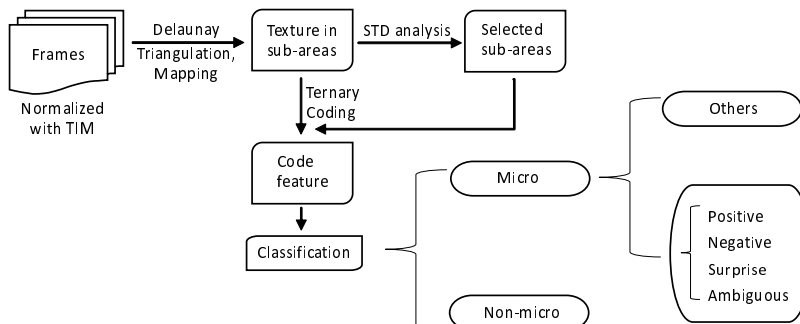 Frames
Normalized
with TIM
Delaunay
Triangulation,
Mapping
Texture in
sub-areas
STD analysis
Selected
sub-areas
Ternary
Coding
Code
feature
Classification
Micro
Non-micro
Others
Positive
Negative
Surprise
Ambiguous